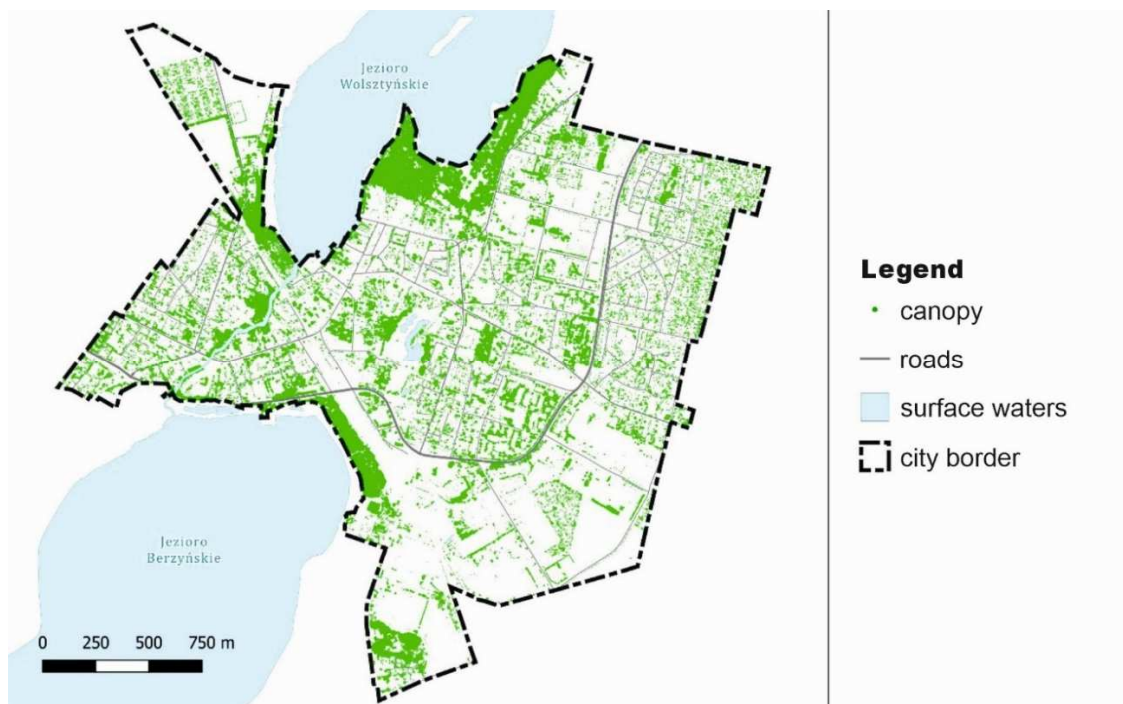 Jezioro
Wolsztyńskie
Jezioro
Berzyńskie
0 250 500 750 m
Legend
canopy
roads
surface waters
city border